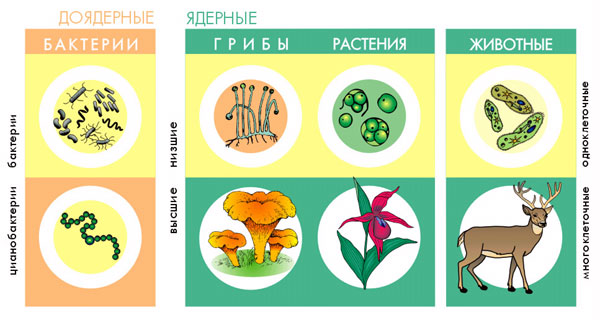 ДОЯДЕРНЫЕ
ЯДЕРНЫЕ
БАКТЕРИИ
ГРИБЫ
РАСТЕНИЯ
ЖИВОТНЫЕ
бактерии
низшие
одноклеточные
цианобактерии
высшие
многоклеточные